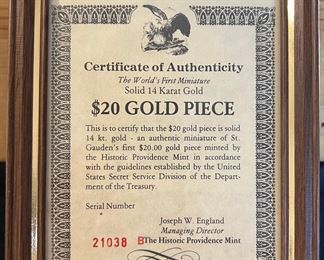 Certificate of Authenticity
The World's First Miniature
Solid 14 Karat Gold
$20 GOLD PIECE
This is to certify that the $20 gold piece is solid
14 kt. gold - an authentic miniature of St.
Gauden's first $20.00 gold piece minted by
the Historic Providence Mint in accordance
with the guidelines established by the United
States Secret Service Division of the Depart-
ment of the Treasury.
Serial Number
Joseph W. England
Managing Director
21038 B The Historic Providence Mint